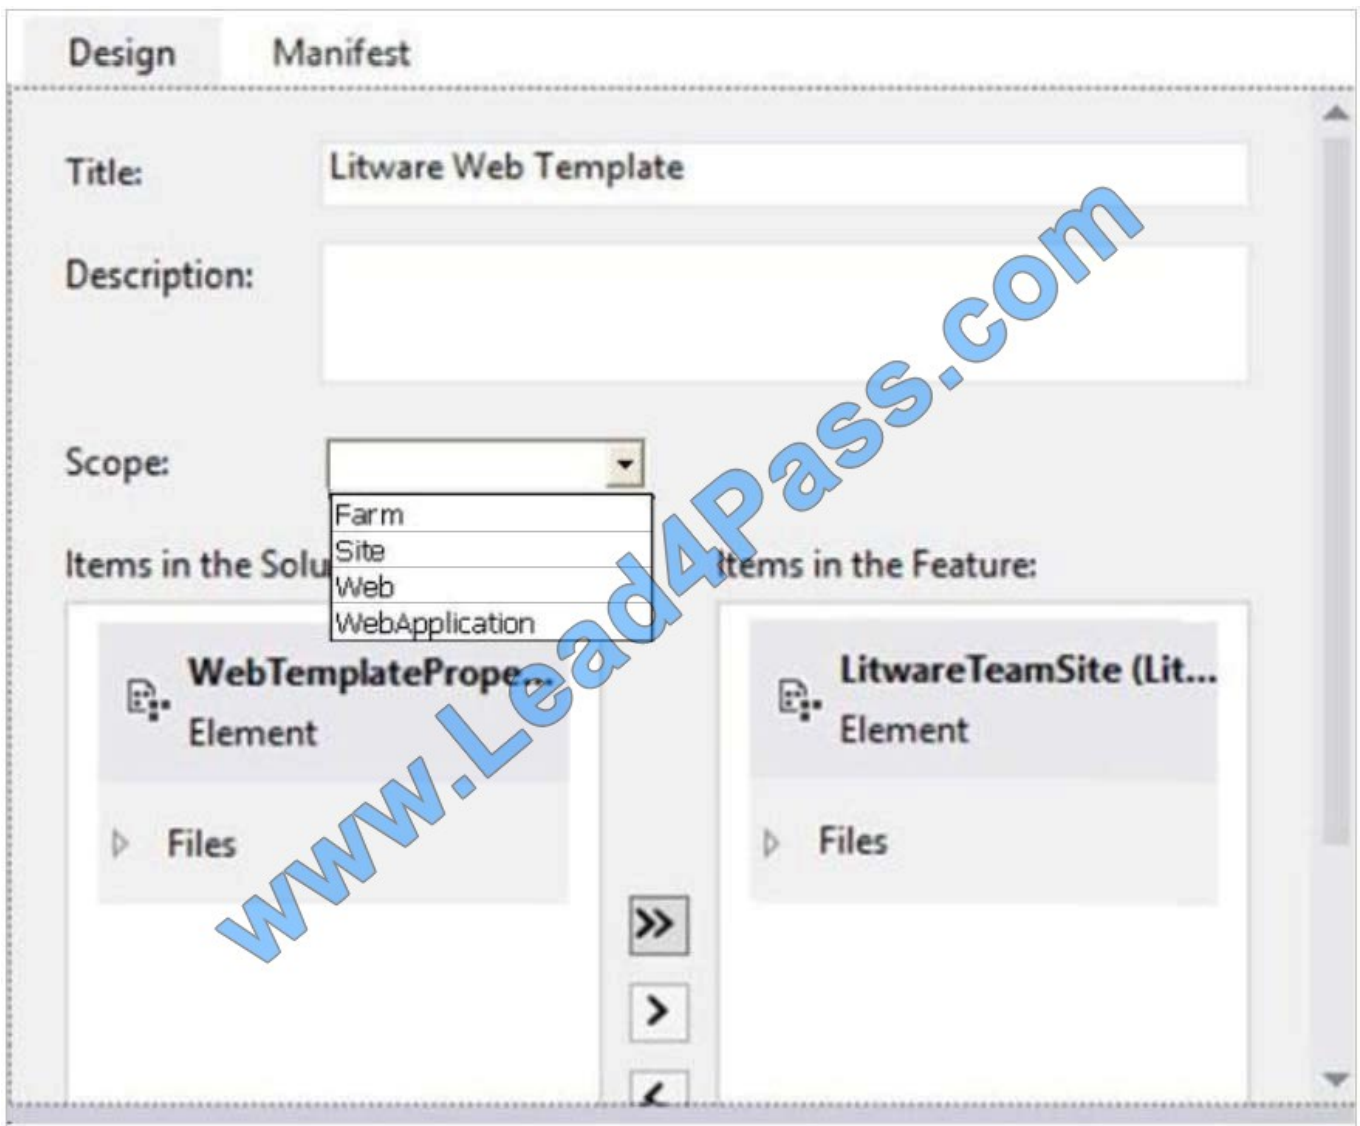 Design Manifest
Title: Litware Web Template
Description:
Scope:
Farm
Site
Web
WebApplication
Items in the Solu
Items in the Feature:
WebTemplatePrope...
Element
Files
LitwareTeamSite (Lit...
Element
Files
>>
>
<
www.Lead4Pass.com